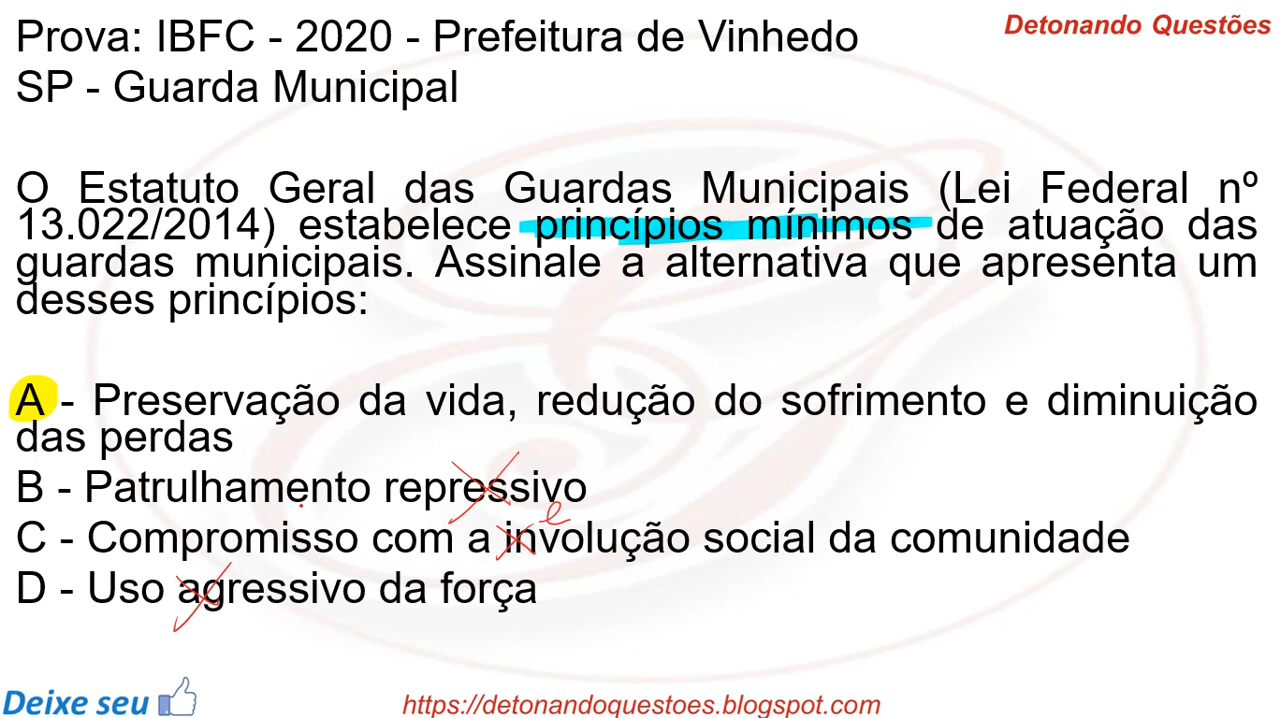 Prova: IBFC - 2020 - Prefeitura de Vinhedo
Detonando Questões
SP - Guarda Municipal
O Estatuto Geral das Guardas Municipais (Lei Federal nº
13.022/2014) estabelece princípios mínimos de atuação das
guardas municipais. Assinale a alternativa que apresenta um
desses princípios:
A - Preservação da vida, redução do sofrimento e diminuição
das perdas
B - Patrulhamento repressivo
e
C - Compromisso com a involução social da comunidade
D - Uso agressivo da força
Deixe seu
https://detonandoquestoes.blogspot.com